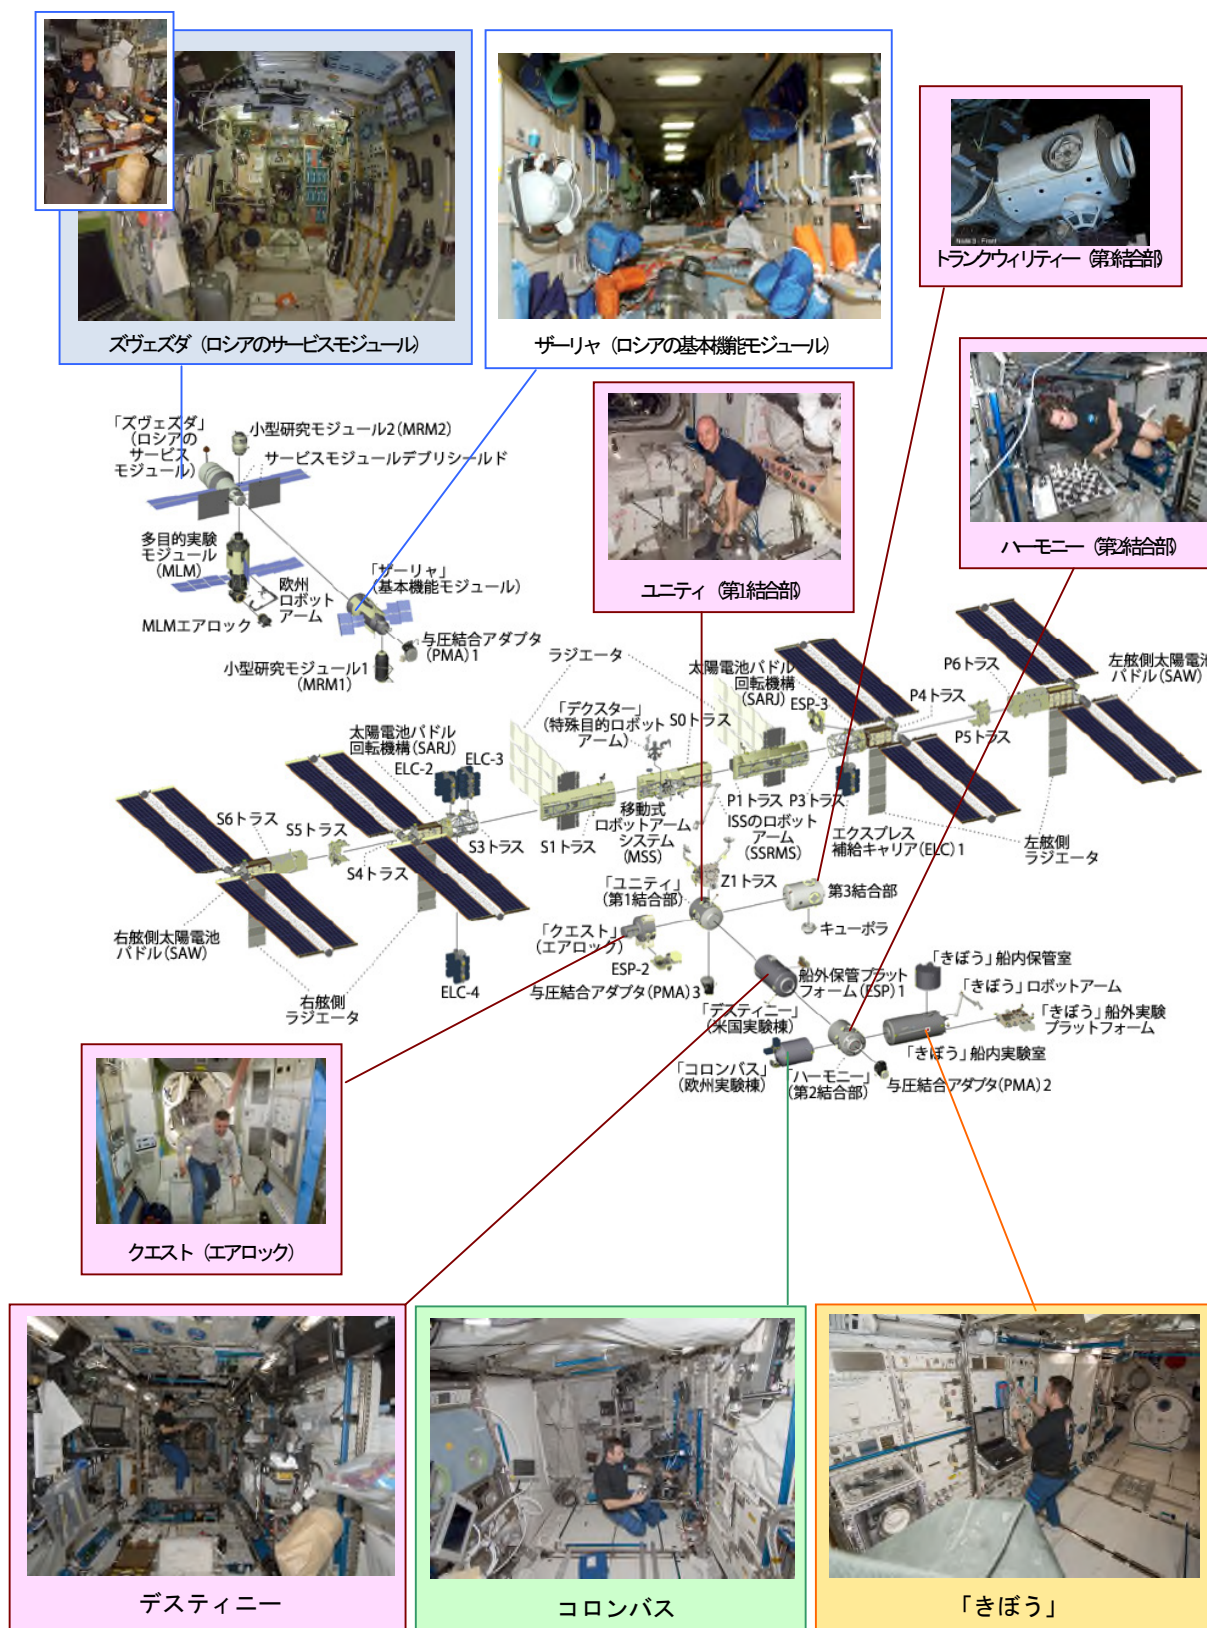 Node 3 : Front
トランクウィリティー (第3結合部)
ズヴェズダ (ロシアのサービスモジュール)
ザーリャ (ロシアの基本機能モジュール)
ユニティ (第1結合部)
ハーモニー (第2結合部)
「ズヴェズダ」
(ロシアの
サービス
モジュール)
小型研究モジュール2(MRM2)
サービスモジュールデブリシールド
多目的実験
モジュール
(MLM)
欧州
ロボット
アーム
MLMエアロック
「ザーリャ」
(基本機能モジュール)
与圧結合アダプタ
(PMA)1
小型研究モジュール1
(MRM1)
ラジエータ
「デクスター」
(特殊目的ロボット
アーム)
S0トラス
太陽電池パドル
回転機構
(SARJ)
ESP-3
P6トラス
P4トラス
P5トラス
左舷側太陽電池
パドル(SAW)
太陽電池パドル
回転機構(SARJ)
ELC-2
ELC-3
S6トラス
S5トラス
S4トラス
S3トラス
S1トラス
移動式
ロボットアーム
システム
(MSS)
P1トラス
P3トラス
ISSのロボット
アーム
(SSRMS)
エクスプレス
補給キャリア(ELC)1
左舷側
ラジエータ
Z1トラス
「ユニティ」
(第1結合部)
第3結合部
キューポラ
「クエスト」
(エアロック)
ESP-2
与圧結合アダプタ(PMA)3
右舷側太陽電池
パドル(SAW)
右舷側
ラジエータ
ELC-4
船外保管プラット
フォーム(ESP)1
「デスティニー」
(米国実験棟)
「きぼう」船内保管室
「きぼう」ロボットアーム
「きぼう」船外実験
プラットフォーム
「きぼう」船内実験室
「コロンバス」
(欧州実験棟)
「ハーモニー」
(第2結合部)
与圧結合アダプタ(PMA)2
クエスト (エアロック)
デスティニー
コロンバス
「きぼう」